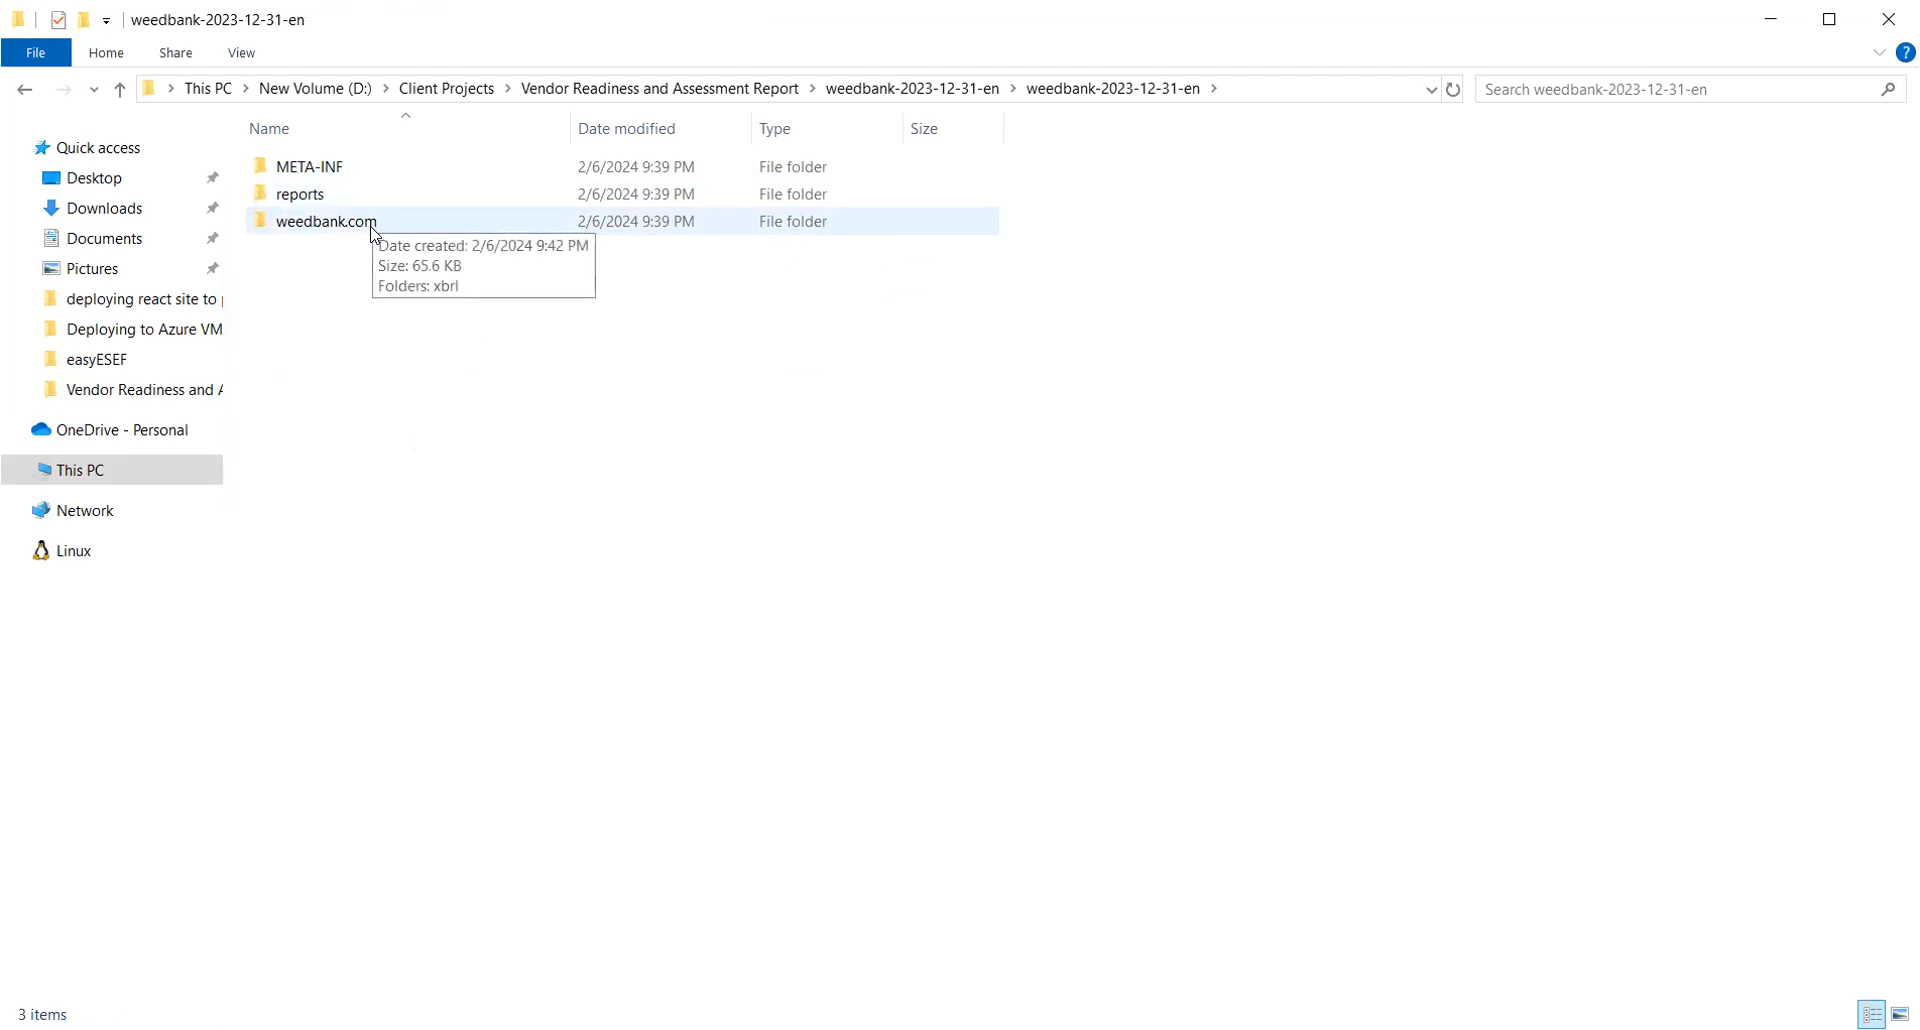 weedbank-2023-12-31-en
File Home Share View
This PC New Volume (D:) Client Projects Vendor Readiness and Assessment Report weedbank-2023-12-31-en weedbank-2023-12-31-en
Search weedbank-2023-12-31-en
Name Date modified Type Size
META-INF 2/6/2024 9:39 PM File folder
reports 2/6/2024 9:39 PM File folder
weedbank.com 2/6/2024 9:39 PM File folder
Date created: 2/6/2024 9:42 PM
Size: 65.6 KB
Folders: xbrl
Quick access
Desktop
Downloads
Documents
Pictures
deploying react site to
Deploying to Azure VM
easyESEF
Vendor Readiness and
OneDrive - Personal
This PC
Network
Linux
3 items